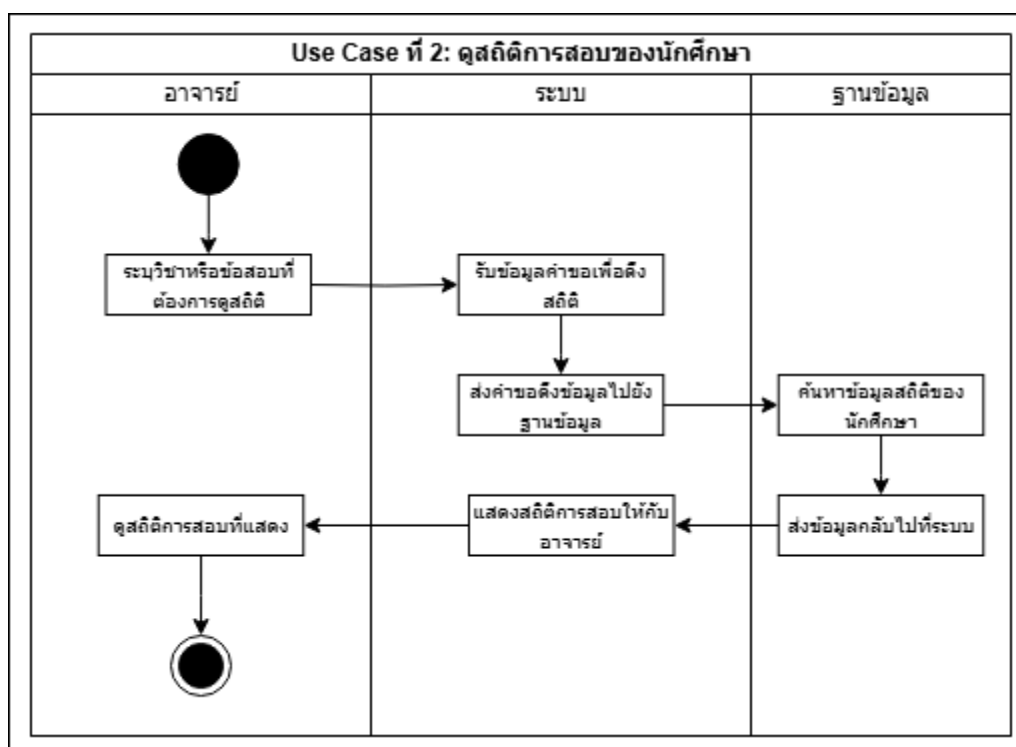 Use Case ที่ 2: ดูสถิติการสอบของนักศึกษา
อาจารย์
ระบบ
ฐานข้อมูล
ระบุวิชาหรือข้อสอบที่
ต้องการดูสถิติ
รับข้อมูลคำขอเพื่อดึง
สถิติ
ส่งคำขอดึงข้อมูลไปยัง
ฐานข้อมูล
ค้นหาข้อมูลสถิติของ
นักศึกษา
ดูสถิติการสอบที่แสดง
แสดงสถิติการสอบให้กับ
อาจารย์
ส่งข้อมูลกลับไปที่ระบบ